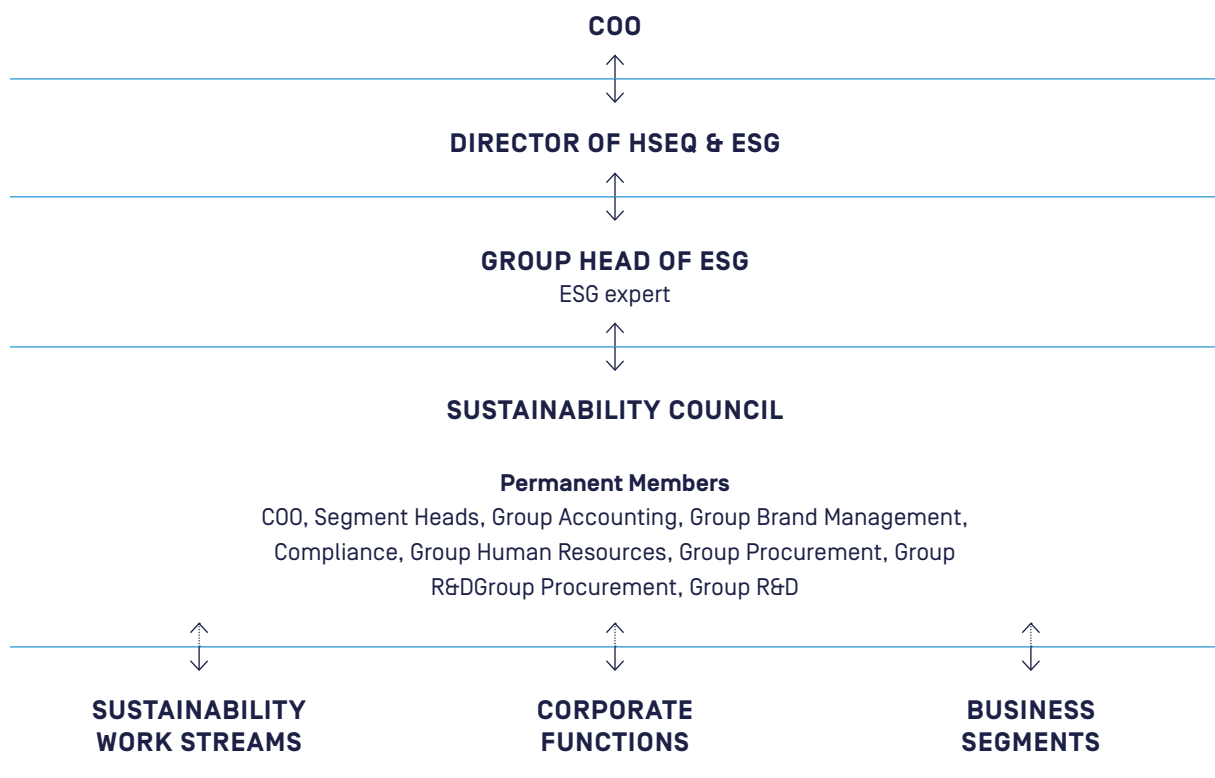 COO
DIRECTOR OF HSEQ & ESG
GROUP HEAD OF ESG
ESG expert
SUSTAINABILITY COUNCIL
Permanent Members
COO, Segment Heads, Group Accounting, Group Brand Management,
Compliance, Group Human Resources, Group Procurement, Group
R&DGroup Procurement, Group R&D
SUSTAINABILITY
WORK STREAMS
CORPORATE
FUNCTIONS
BUSINESS
SEGMENTS